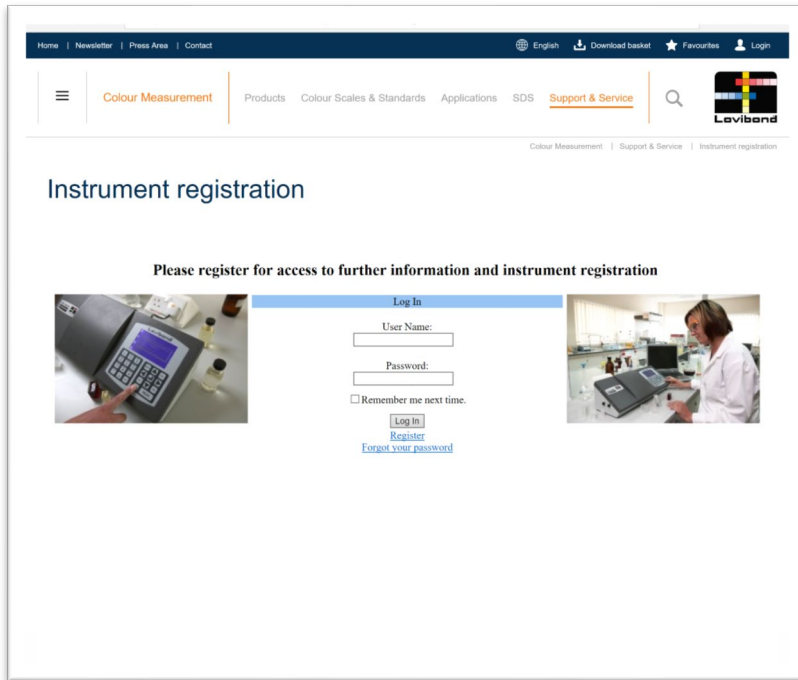 Home | Newsletter | Press Area | Contact
English Download basket Favourites Login
Colour Measurement Products Colour Scales & Standards Applications SDS Support & Service
Lovibond
Colour Measurement | Support & Service | Instrument registration
Instrument registration
Please register for access to further information and instrument registration
Log In
User Name:
Password:
Remember me next time.
Log In
Register
Forgot your password